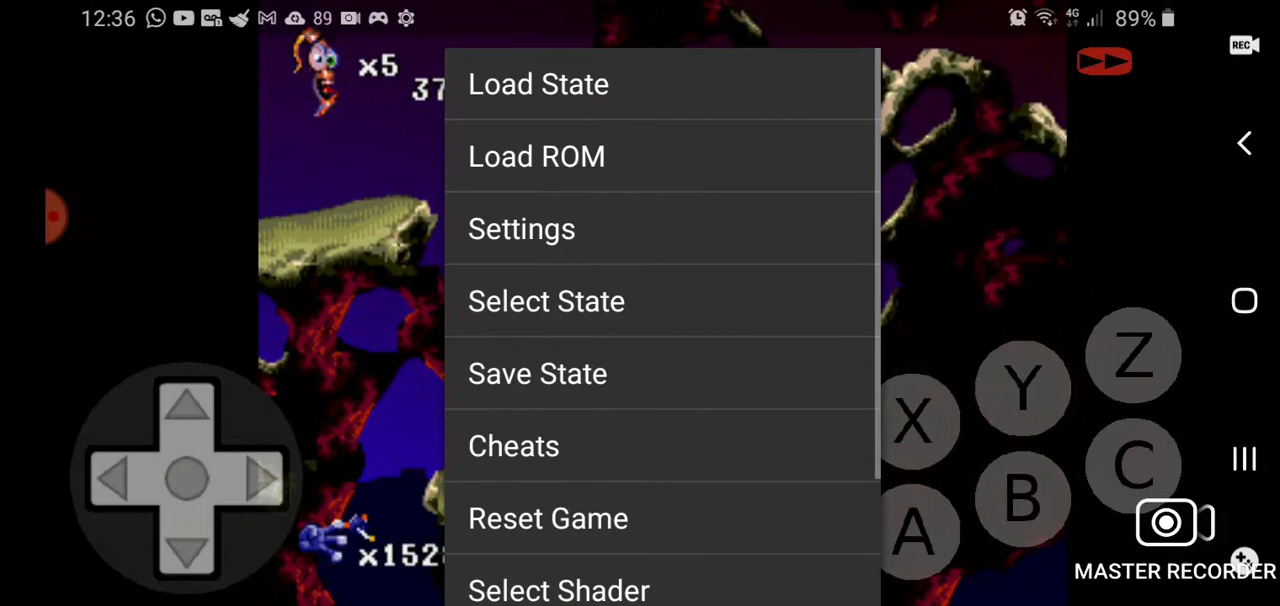 12:36 89 4G 89%
REC
x5
37
Load State
Load ROM
Settings
Select State
Save State
Cheats
Reset Game
Select Shader
x152
X Y Z
A B C
MASTER RECORDER